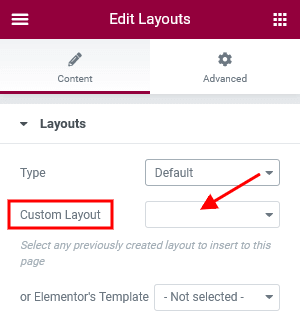 Edit Layouts
Content
Advanced
Layouts
Type
Default
Custom Layout
Select any previously created layout to insert to this
page
or Elementor's Template
- Not selected -